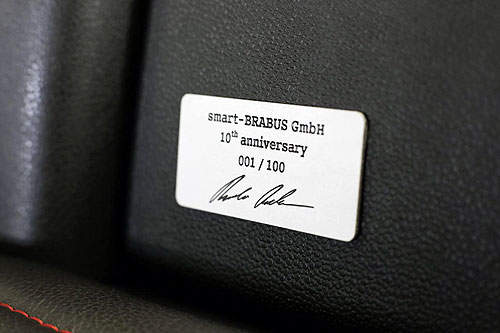 smart-BRABUS GmbH
10th anniversary
001 / 100